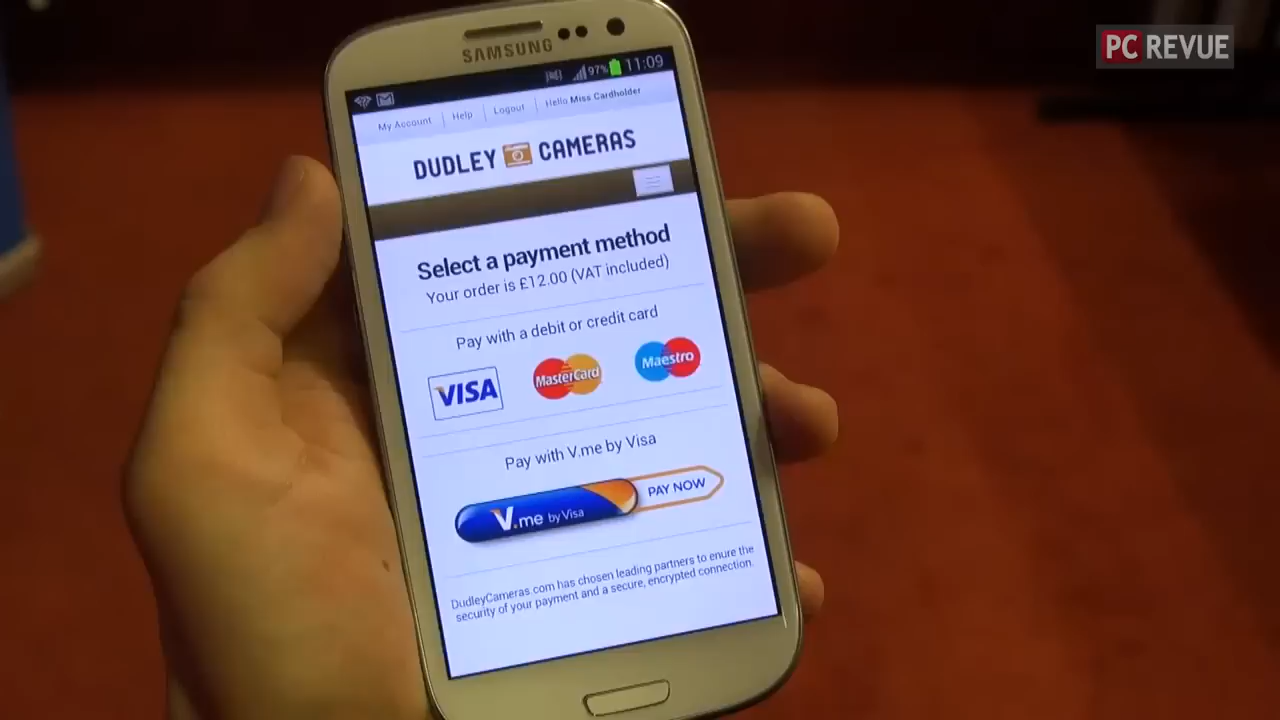 PC REVUE
SAMSUNG
97% 11:09
My Account Help Logout Hello Miss Cardholder
DUDLEY CAMERAS
Select a payment method
Your order is £12.00 (VAT included)
Pay with a debit or credit card
VISA MasterCard Maestro
Pay with V.me by Visa
V.me by Visa PAY NOW
DudleyCameras.com has chosen leading partners to enure the
security of your payment and a secure, encrypted connection.